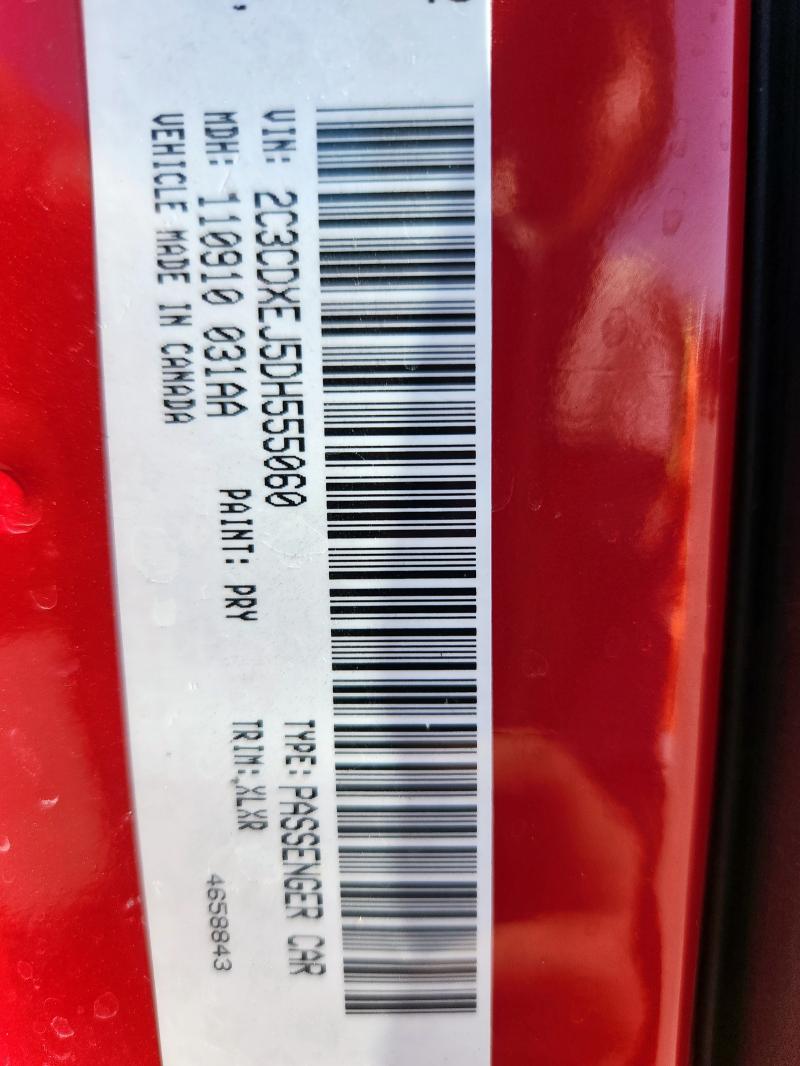 VIN: 2C3CDXEJ5DH555060 TYPE: PASSENGER CAR
MDH: 110910 031AA PAINT: PRY TRIM: XLXR
VEHICLE MADE IN CANADA 4658843